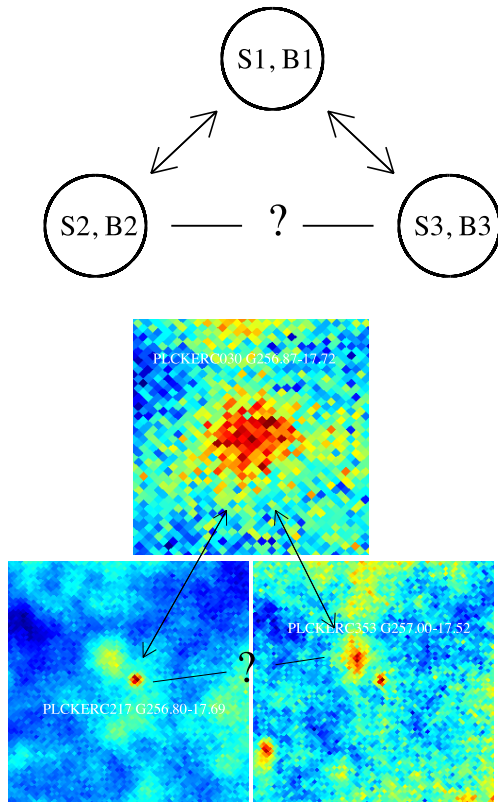 S1, B1
S2, B2
?
S3, B3
PLCKERC030 G256.87-17.72
PLCKERC353 G257.00-17.52
?
PLCKERC217 G256.80-17.69